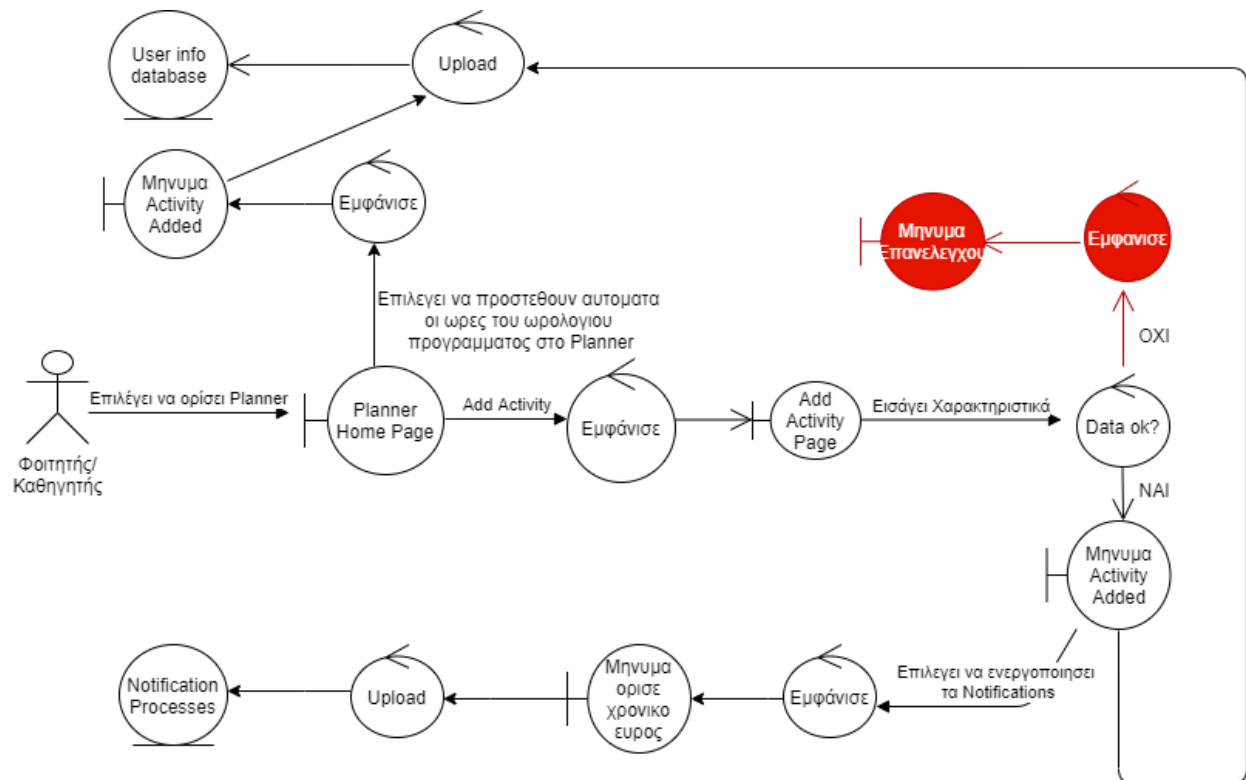 User info
database
Upload
Μηνυμα
Activity
Added
Εμφάνισε
Μηνυμα
Επανελεγχου
Εμφανισε
Επιλεγει να προστεθουν αυτοματα
οι ωρες του ωρολογιου
προγραμματος στο Planner
ΟΧΙ
Φοιτητής/
Καθηγητής
Επιλέγει να ορίσει Planner
Planner
Home Page
Add Activity
Εμφάνισε
Add
Activity
Page
Εισάγει Χαρακτηριστικά
Data ok?
ΝΑΙ
Μηνυμα
Activity
Added
Επιλεγει να ενεργοποιησει
τα Notifications
Notification
Processes
Upload
Μηνυμα
ορισε
χρονικο
ευρος
Εμφάνισε